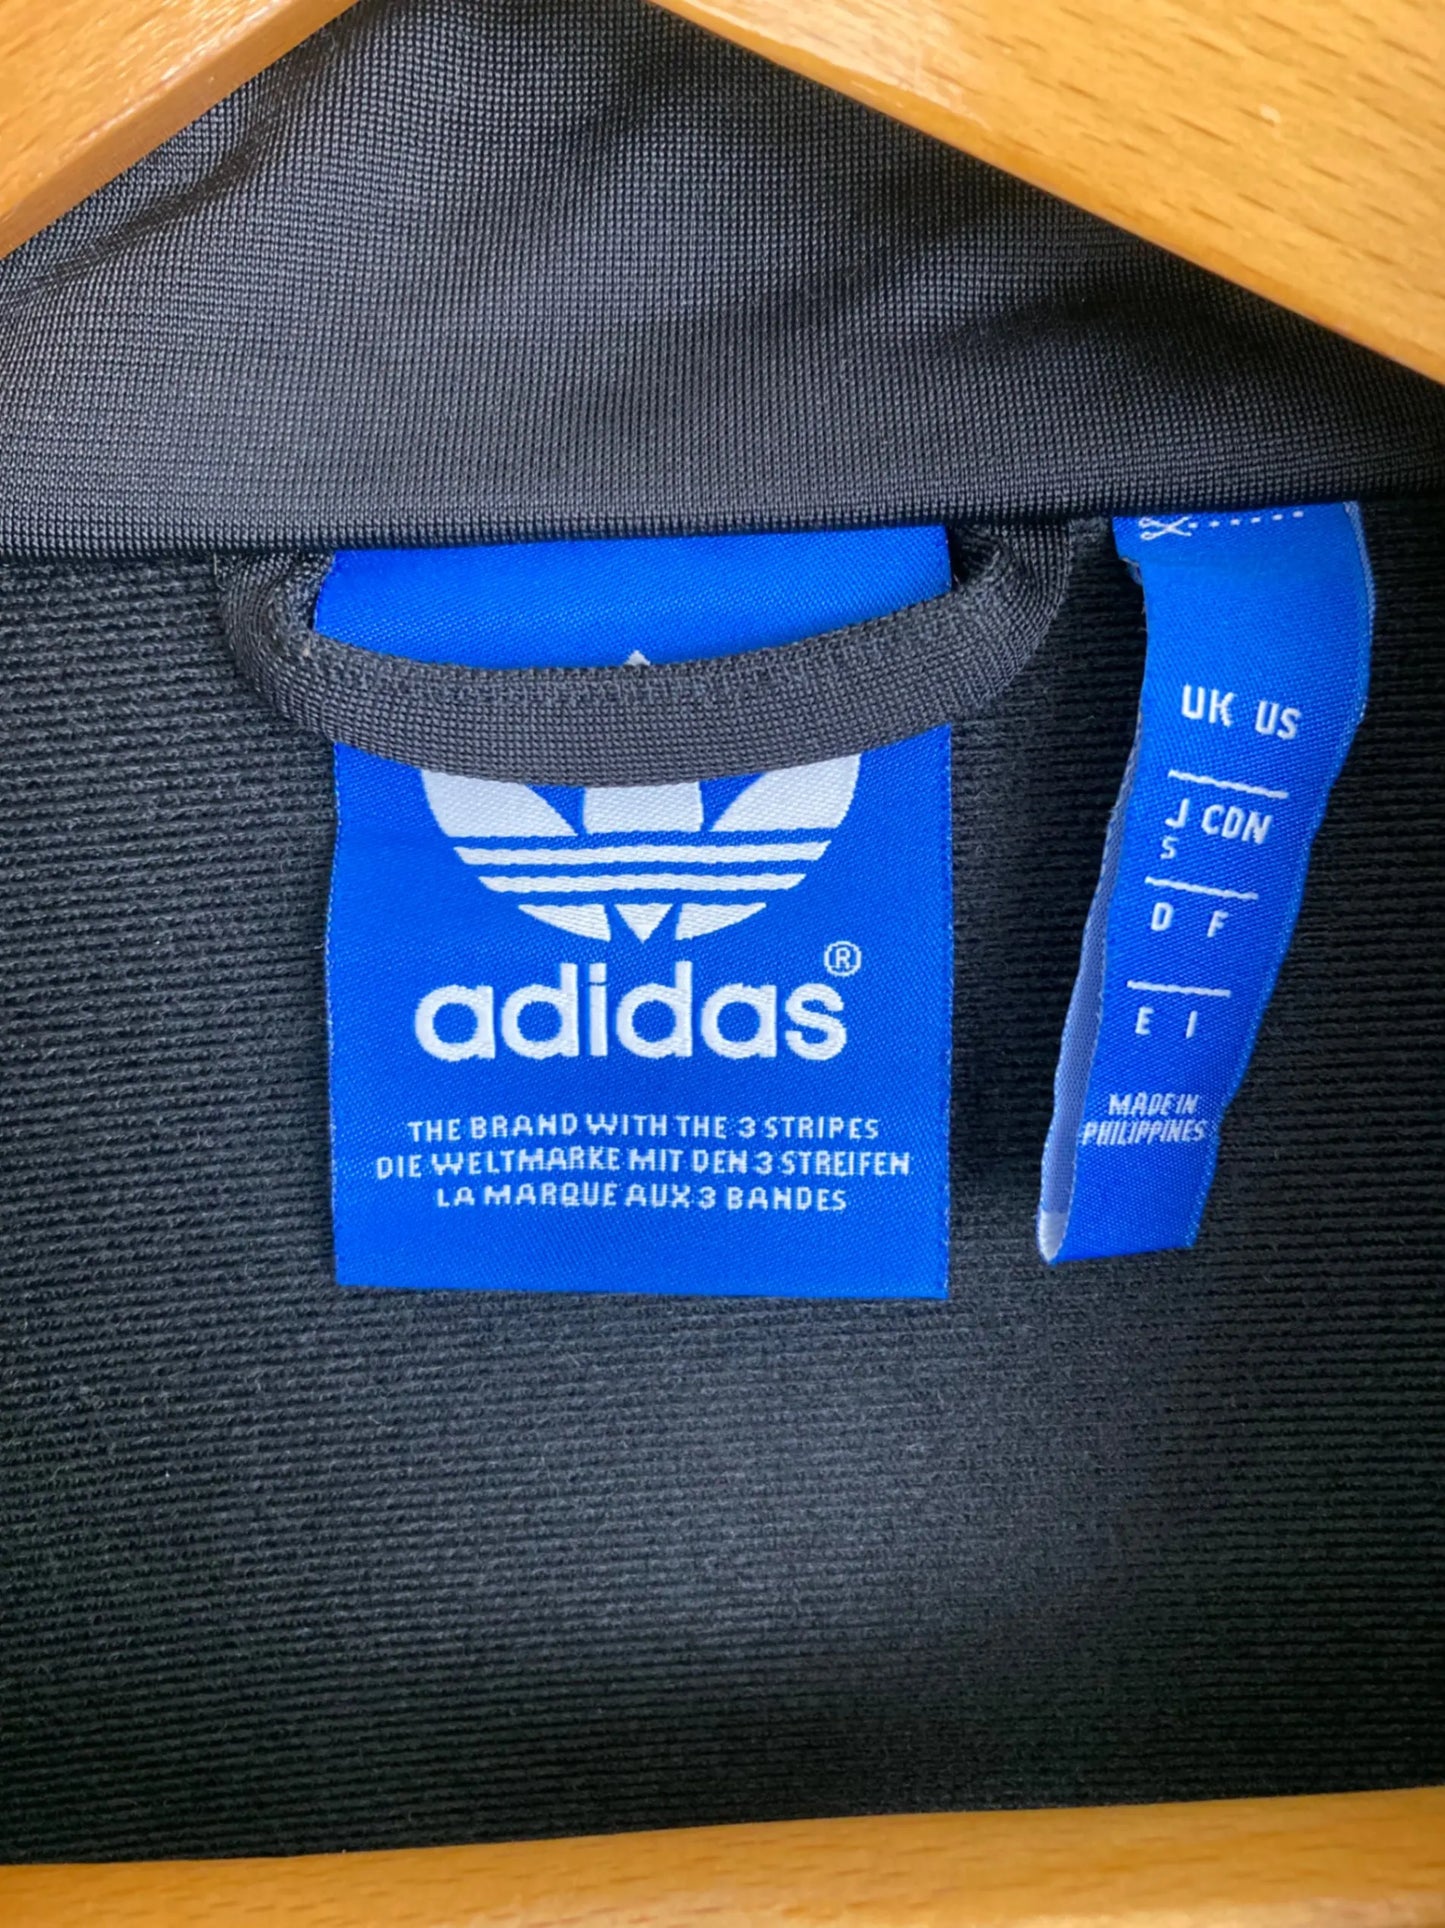 adidas®
THE BRAND WITH THE 3 STRIPES
DIE WELTMARKE MIT DEN 3 STREIFEN
LA MARQUE AUX 3 BANDES
UK US
J CDN
S
D F
E I
MADE IN
PHILIPPINES